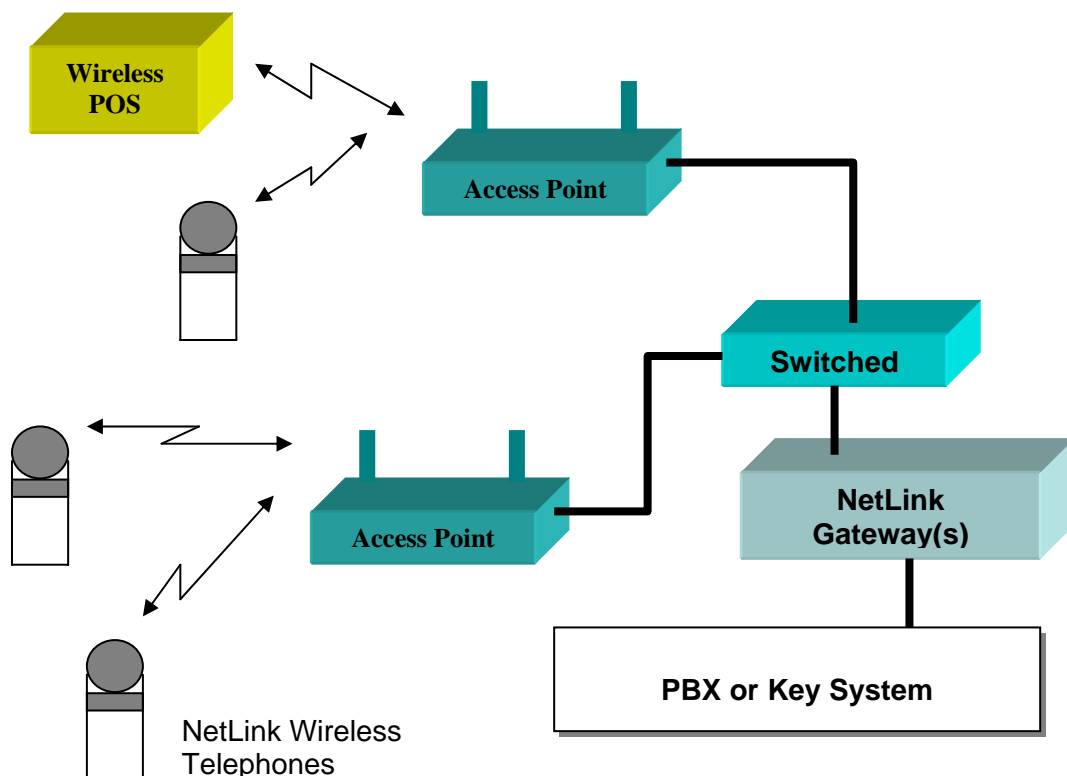 Wireless
POS
Access Point
Switched
NetLink
Gateway(s)
Access Point
PBX or Key System
NetLink Wireless
Telephones